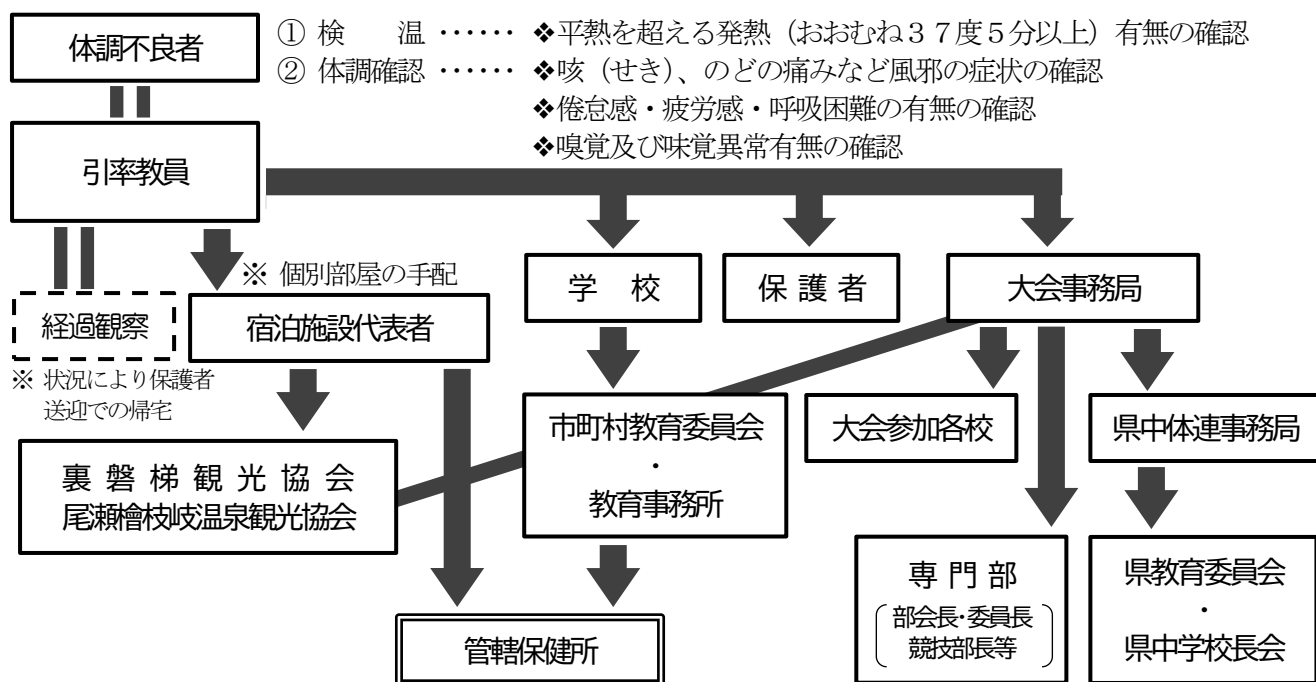 体調不良者
① 検　　温 …… ❖平熱を超える発熱（おおむね３７度５分以上）有無の確認
② 体調確認 …… ❖咳（せき）、のどの痛みなど風邪の症状の確認
❖倦怠感・疲労感・呼吸困難の有無の確認
❖嗅覚及び味覚異常有無の確認
引率教員
※ 個別部屋の手配
学　校
保 護 者
大会事務局
経過観察
宿泊施設代表者
※ 状況により保護者
送迎での帰宅
市町村教育委員会
・
教育事務所
大会参加各校
県中体連事務局
裏 磐 梯 観 光 協 会
尾瀬檜枝岐温泉観光協会
専 門 部
部会長・委員長
競技部長等
県教育委員会
・
県中学校長会
管轄保健所